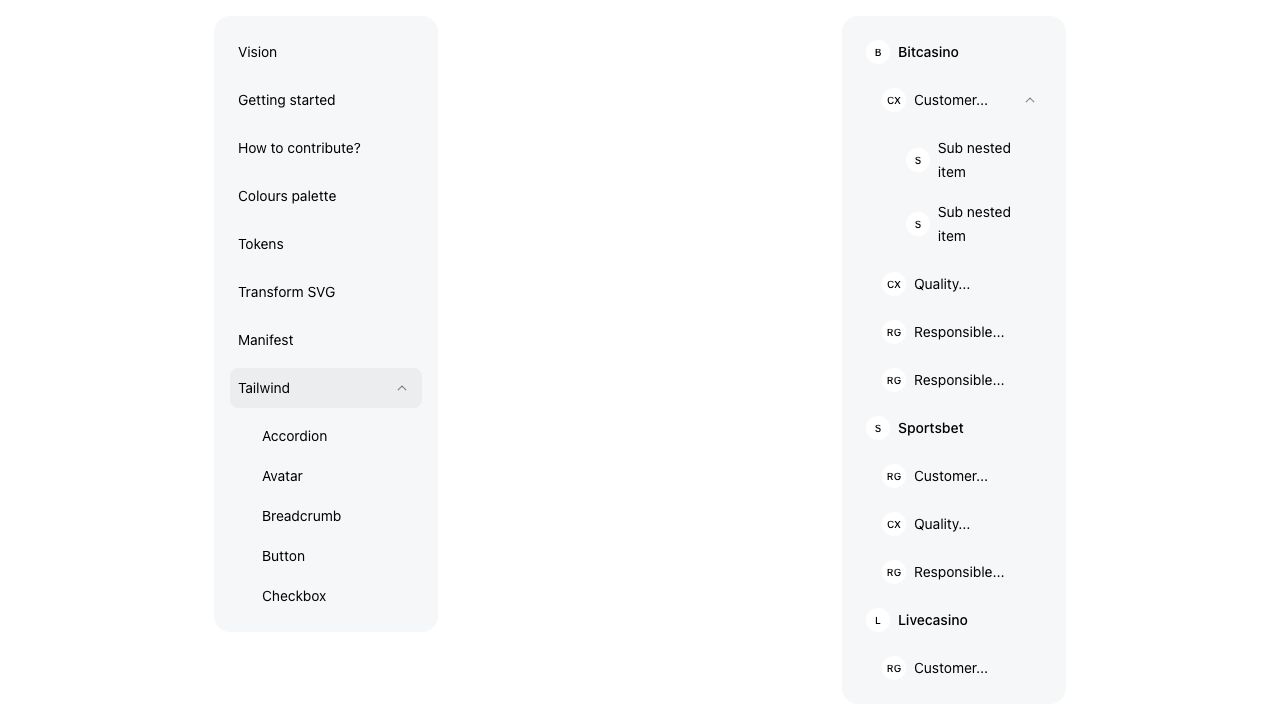 Vision
Getting started
How to contribute?
Colours palette
Tokens
Transform SVG
Manifest
Tailwind
Accordion
Avatar
Breadcrumb
Button
Checkbox
B Bitcasino
CX Customer...
S Sub nested
item
S Sub nested
item
CX Quality...
RG Responsible...
RG Responsible...
S Sportsbet
RG Customer...
CX Quality...
RG Responsible...
L Livecasino
RG Customer...